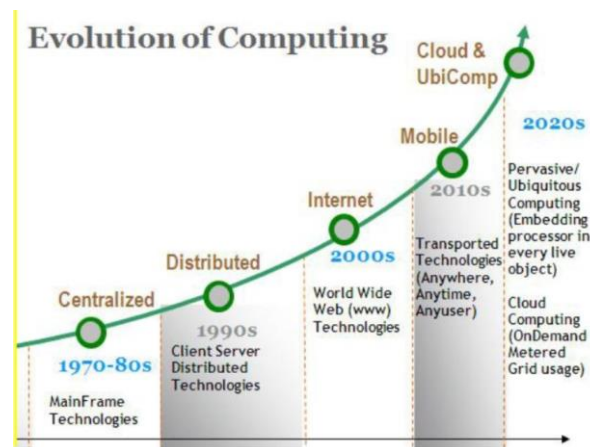 Evolution of Computing
Centralized
1970-80s
MainFrame
Technologies
Distributed
1990s
Client Server
Distributed
Technologies
Internet
2000s
World Wide
Web (www)
Technologies
Mobile
2010s
Transported
Technologies
(Anywhere,
Anytime,
Anyuser)
Cloud &
UbiComp
2020s
Pervasive/
Ubiquitous
Computing
(Embedding
processor in
every live
object)
Cloud
Computing
(OnDemand
Metered
Grid usage)